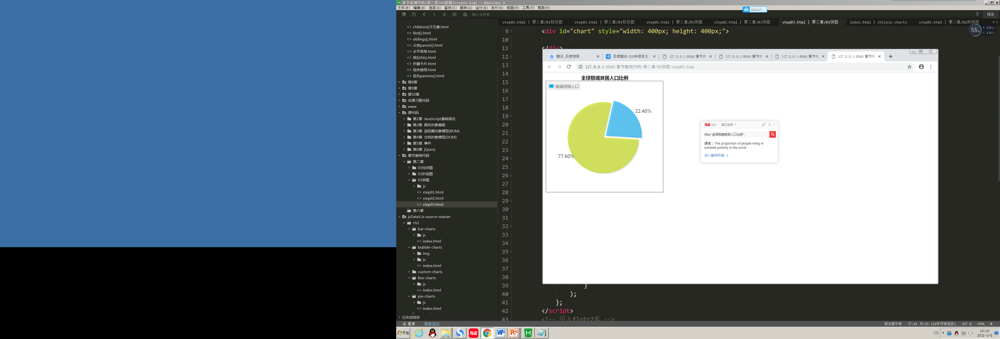 章节案例代码/第二章/03饼图/step03.html - HBuilder X
文件(F) 编辑(E) 选择(S) 查找(I) 跳转(G) 运行(R) 发行(U) 视图(V) 工具(T) 帮助(Y)
输入文件名
预览
children()子元素.html
find().html
siblings().html
父亲parent().html
水平菜单.html
我$(this).html
折叠卡片.html
组合使用.html
祖先parents().html
第8章
第9章
第10章
实操习题代码
www
源代码
第1章 JavaScript基础语法
第2章 面向对象编程
第3章 浏览器对象模型(BOM)
第4章 文档对象模型(DOM)
第5章 事件
第6章 jQuery
章节案例代码
第二章
01柱状图
02折线图
03饼图
js
step01.html
step02.html
step03.html
第六章
jsDataV.is-source-master
ch1
bar-charts
js
index.html
bubble-charts
img
js
index.html
custom-charts
line-charts
js
index.html
pie-charts
js
index.html
已关闭项目
step02.html | 第二章/01柱状图
step03.html | 第二章/01柱状图
step01.html | 第二章/03饼图
step02.html | 第二章/03饼图
step03.html | 第二章/03饼图
index.html | ch1/pie-charts
step01.html | 第二章/02折线图
55%
1.2K/s
1.1K/s
9 <div id="chart" style="width: 400px; height: 400px;">
10
11 </div>
12
13
14
15
16
17
18
19
20
21
22
23
24
25
26
27
28
29
30
31
32
33
34
35
36
37
38
39 }
40 );
41 };
42 </script>
43 <!-- 引入flotr2库 -->
翻译_百度搜索
百度翻译-200种语言互
127.0.0.1:8848/章节案
127.0.0.1:8848/章节案
127.0.0.1:8848/章节案
127.0.0.1:8848/章节案
127.0.0.1:8848/章节案例代码/第二章/03饼图/step03.html
全球极端贫困人口比例
极端贫困人口
22.40%
77.60%
有道 英汉互译
title:"全球极端贫困人口比例",
译文：The proportion of people living in
extreme poverty in the world
进入翻译页面
登录 赞助我们
语法提示库 行:25 列:25 (19字符被选择) UTF-8 HTML
开始
有道
15:33
2021-2-5